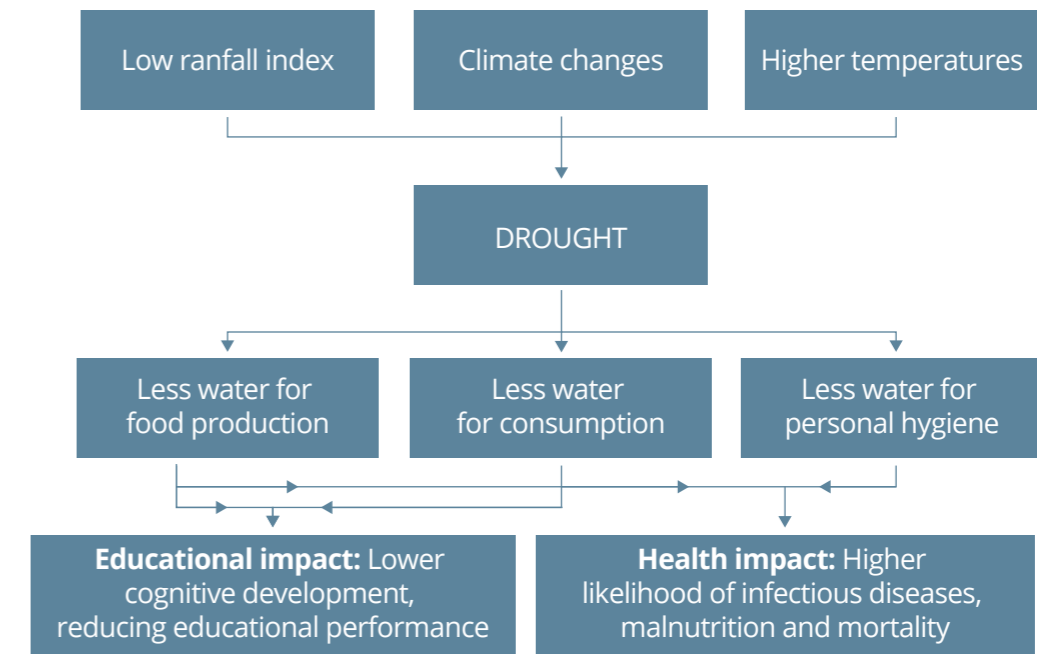 Low ranfall index
Climate changes
Higher temperatures
DROUGHT
Less water for
food production
Less water
for consumption
Less water for
personal hygiene
Educational impact: Lower
cognitive development,
reducing educational performance
Health impact: Higher
likelihood of infectious diseases,
malnutrition and mortality